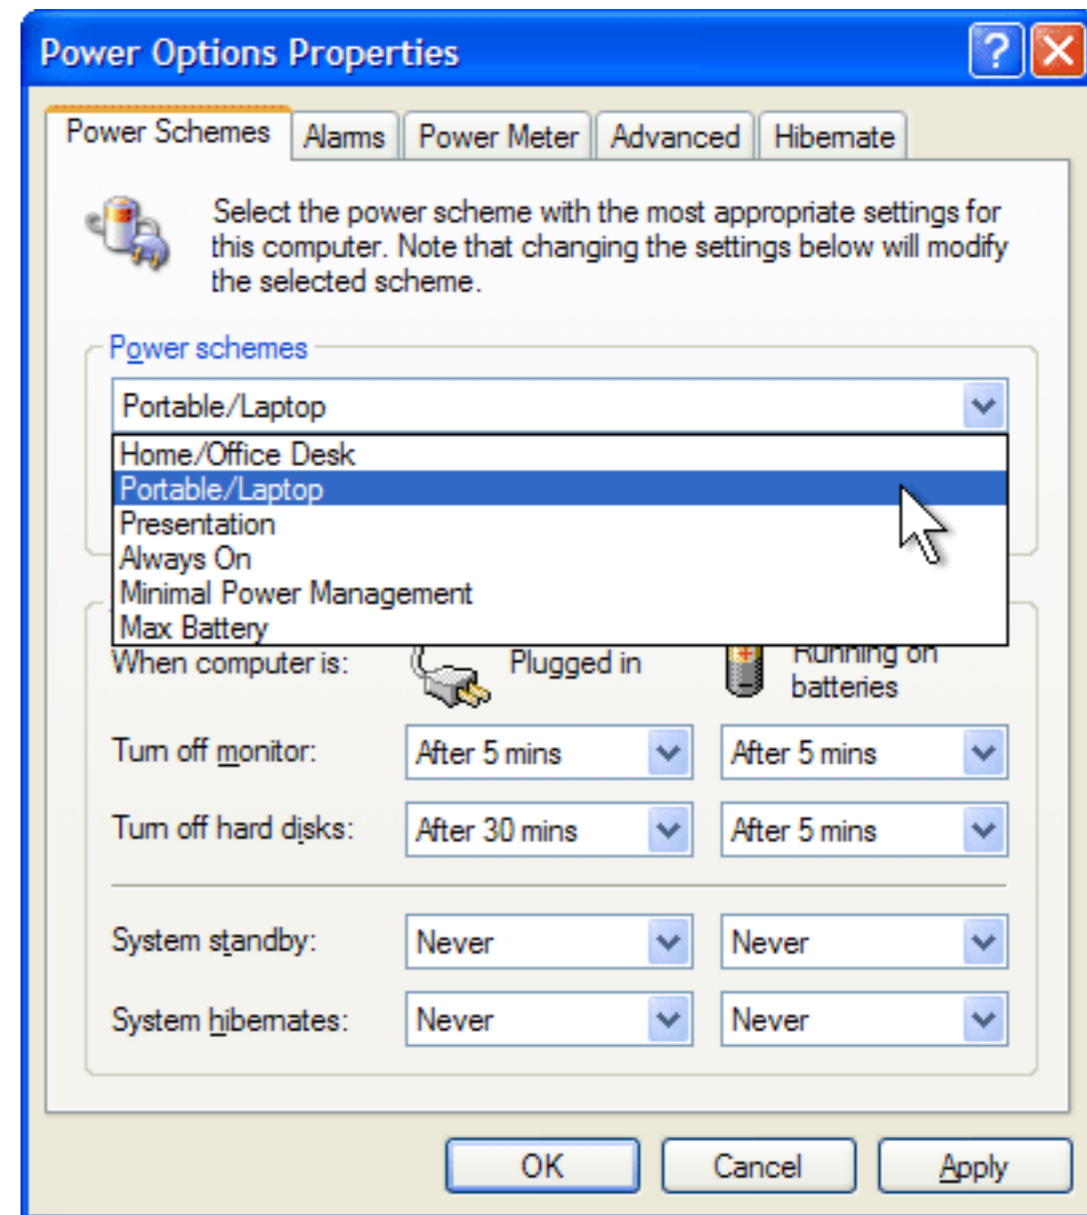 Power Options Properties
Power Schemes Alarms Power Meter Advanced Hibernate
Select the power scheme with the most appropriate settings for
this computer. Note that changing the settings below will modify
the selected scheme.
Power schemes
Portable/Laptop
Home/Office Desk
Portable/Laptop
Presentation
Always On
Minimal Power Management
Max Battery
When computer is: Plugged in Running on
batteries
Turn off monitor: After 5 mins After 5 mins
Turn off hard disks: After 30 mins After 5 mins
System standby: Never Never
System hibernates: Never Never
OK Cancel Apply